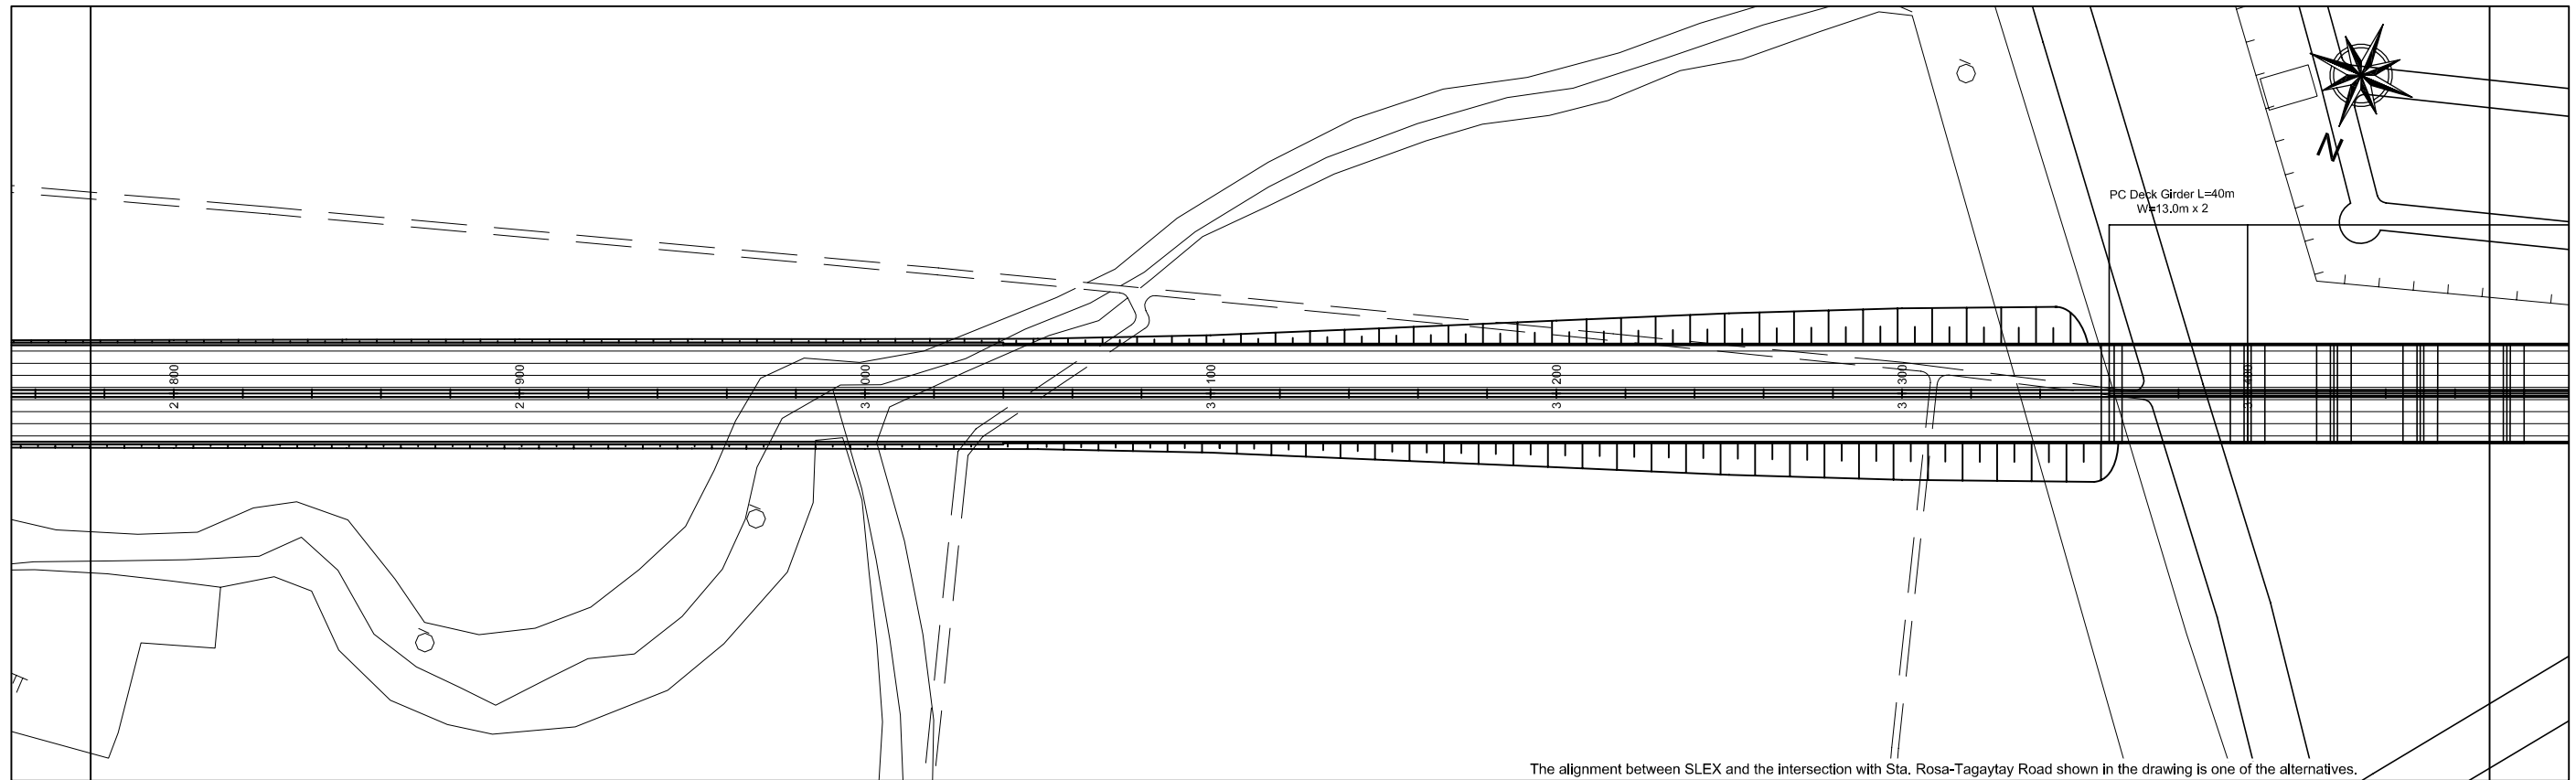 N
PC Deck Girder L=40m
W=13.0m x 2
2 800
2 900
3 000
3 100
3 200
3 300
3 400
The alignment between SLEX and the intersection with Sta. Rosa-Tagaytay Road shown in the drawing is one of the alternatives.